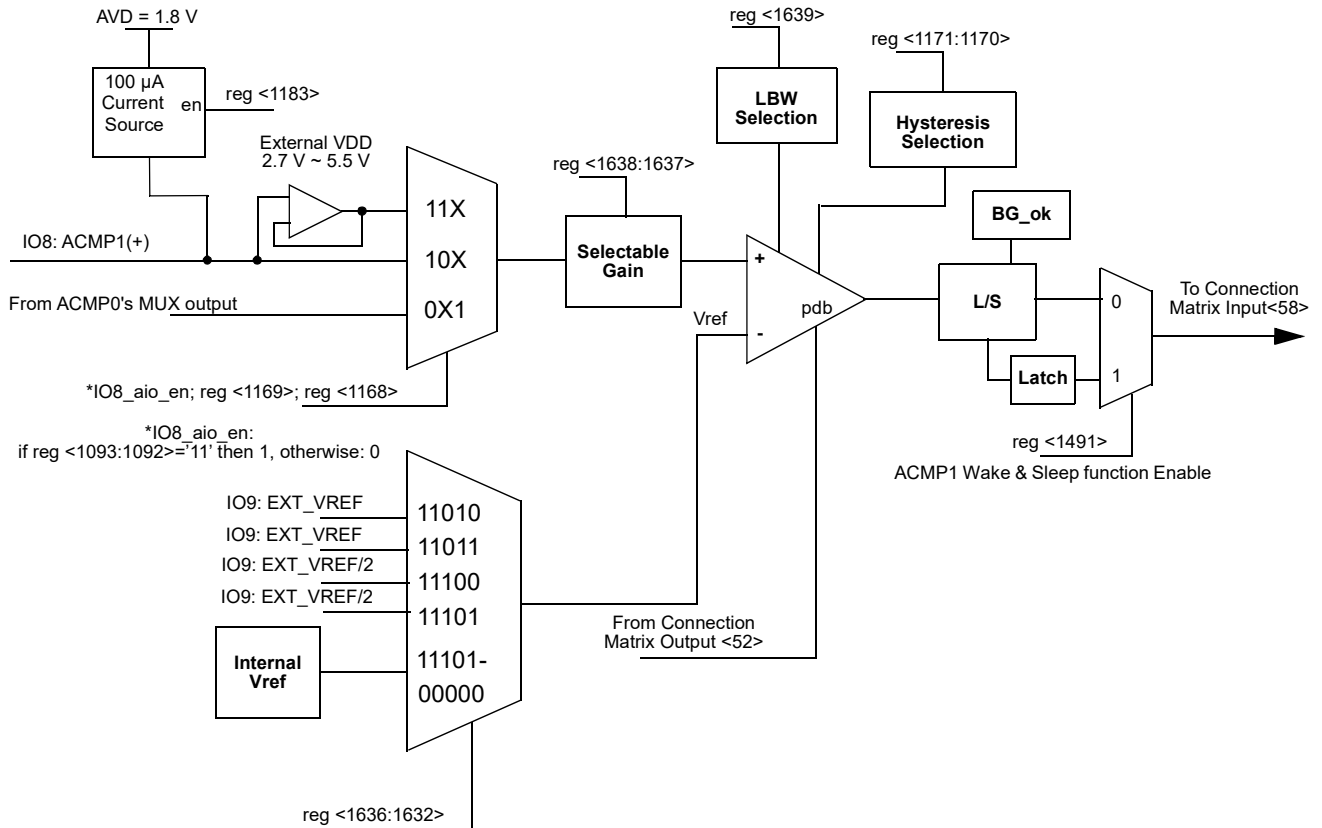 AVD = 1.8 V
reg <1639>
reg <1171:1170>
100 µA
Current
Source
en
reg <1183>
LBW
Selection
Hysteresis
Selection
External VDD
2.7 V ~ 5.5 V
reg <1638:1637>
11X
BG_ok
IO8: ACMP1(+)
10X
Selectable
Gain
+
From ACMP0's MUX output
0X1
Vref
-
pdb
L/S
0
To Connection
Matrix Input<58>
Latch
1
*IO8_aio_en; reg <1169>; reg <1168>
*IO8_aio_en:
if reg <1093:1092>='11' then 1, otherwise: 0
reg <1491>
ACMP1 Wake & Sleep function Enable
IO9: EXT_VREF
11010
IO9: EXT_VREF
11011
IO9: EXT_VREF/2
11100
IO9: EXT_VREF/2
11101
From Connection
Matrix Output <52>
Internal
Vref
11101-
00000
reg <1636:1632>